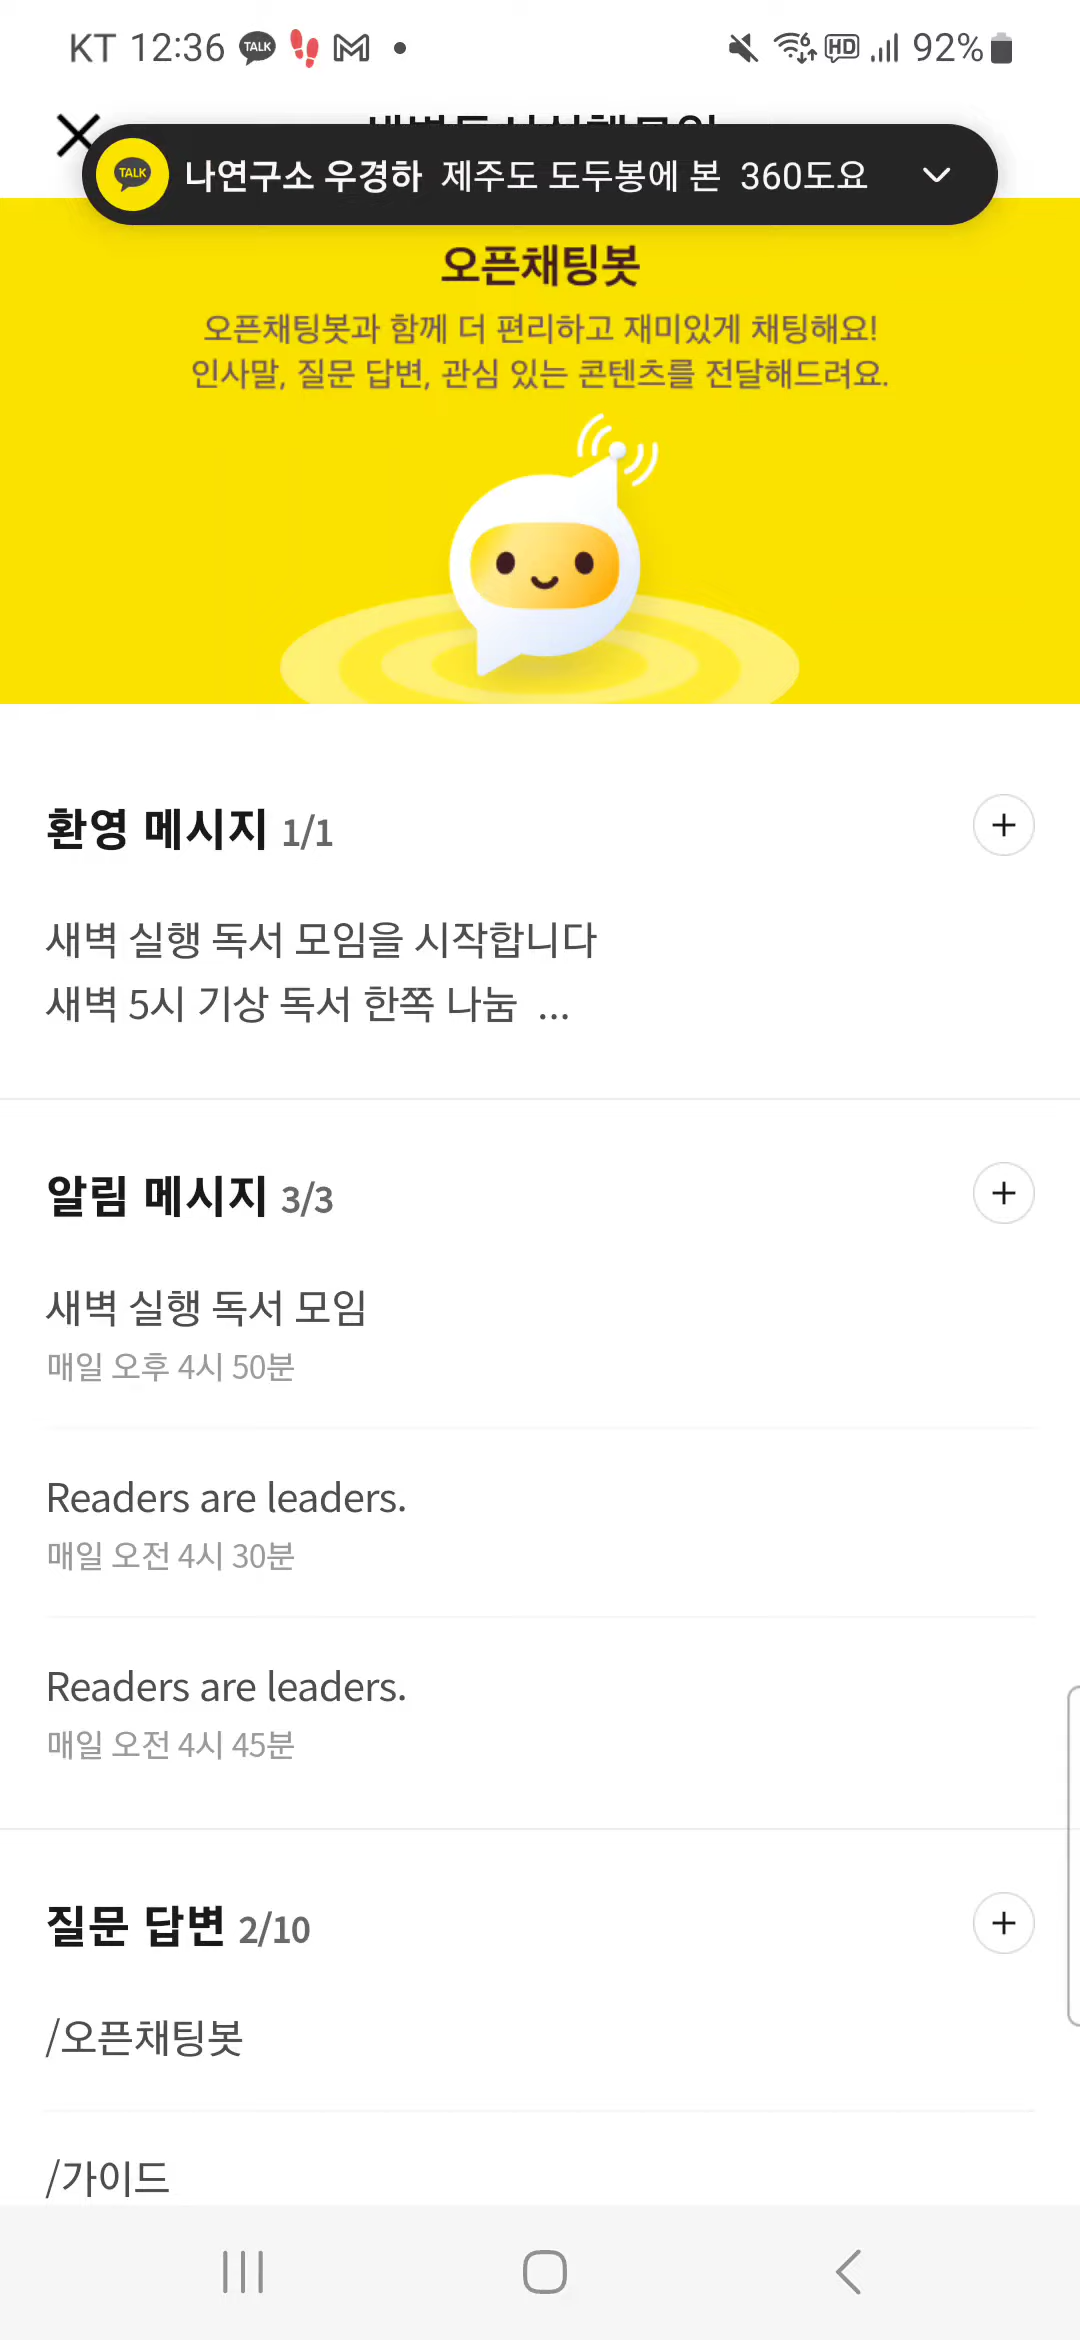 KT 12:36 TALK HD 92%
TALK 나연구소 우경하 제주도 도두봉에 본 360도요
오픈채팅봇
오픈채팅봇과 함께 더 편리하고 재미있게 채팅해요!
인사말, 질문 답변, 관심 있는 콘텐츠를 전달해드려요.
환영 메시지 1/1
새벽 실행 독서 모임을 시작합니다
새벽 5시 기상 독서 한쪽 나눔 ...
알림 메시지 3/3
새벽 실행 독서 모임
매일 오후 4시 50분
Readers are leaders.
매일 오전 4시 30분
Readers are leaders.
매일 오전 4시 45분
질문 답변 2/10
/오픈채팅봇
/가이드